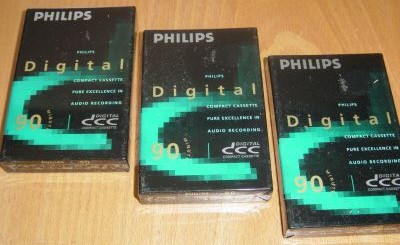 PHILIPS
PHILIPS
Digital
COMPACT CASSETTE
PURE EXCELLENCE IN
AUDIO RECORDING
90
DIGITAL
dcc
COMPACT CASSETTE
PHILIPS
PHILIPS
Digital
COMPACT CASSETTE
PURE EXCELLENCE IN
AUDIO RECORDING
90
DIGITAL
dcc
COMPACT CASSETTE
PHILIPS
PHILIPS
Digital
COMPACT CASSETTE
PURE EXCELLENCE IN
AUDIO RECORDING
90
DIGITAL
dcc
COMPACT CASSETTE